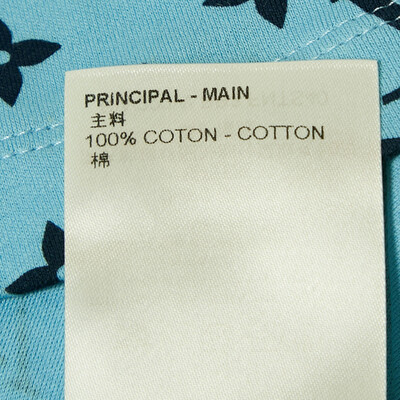 PRINCIPAL - MAIN
主料
100% COTON - COTTON
棉